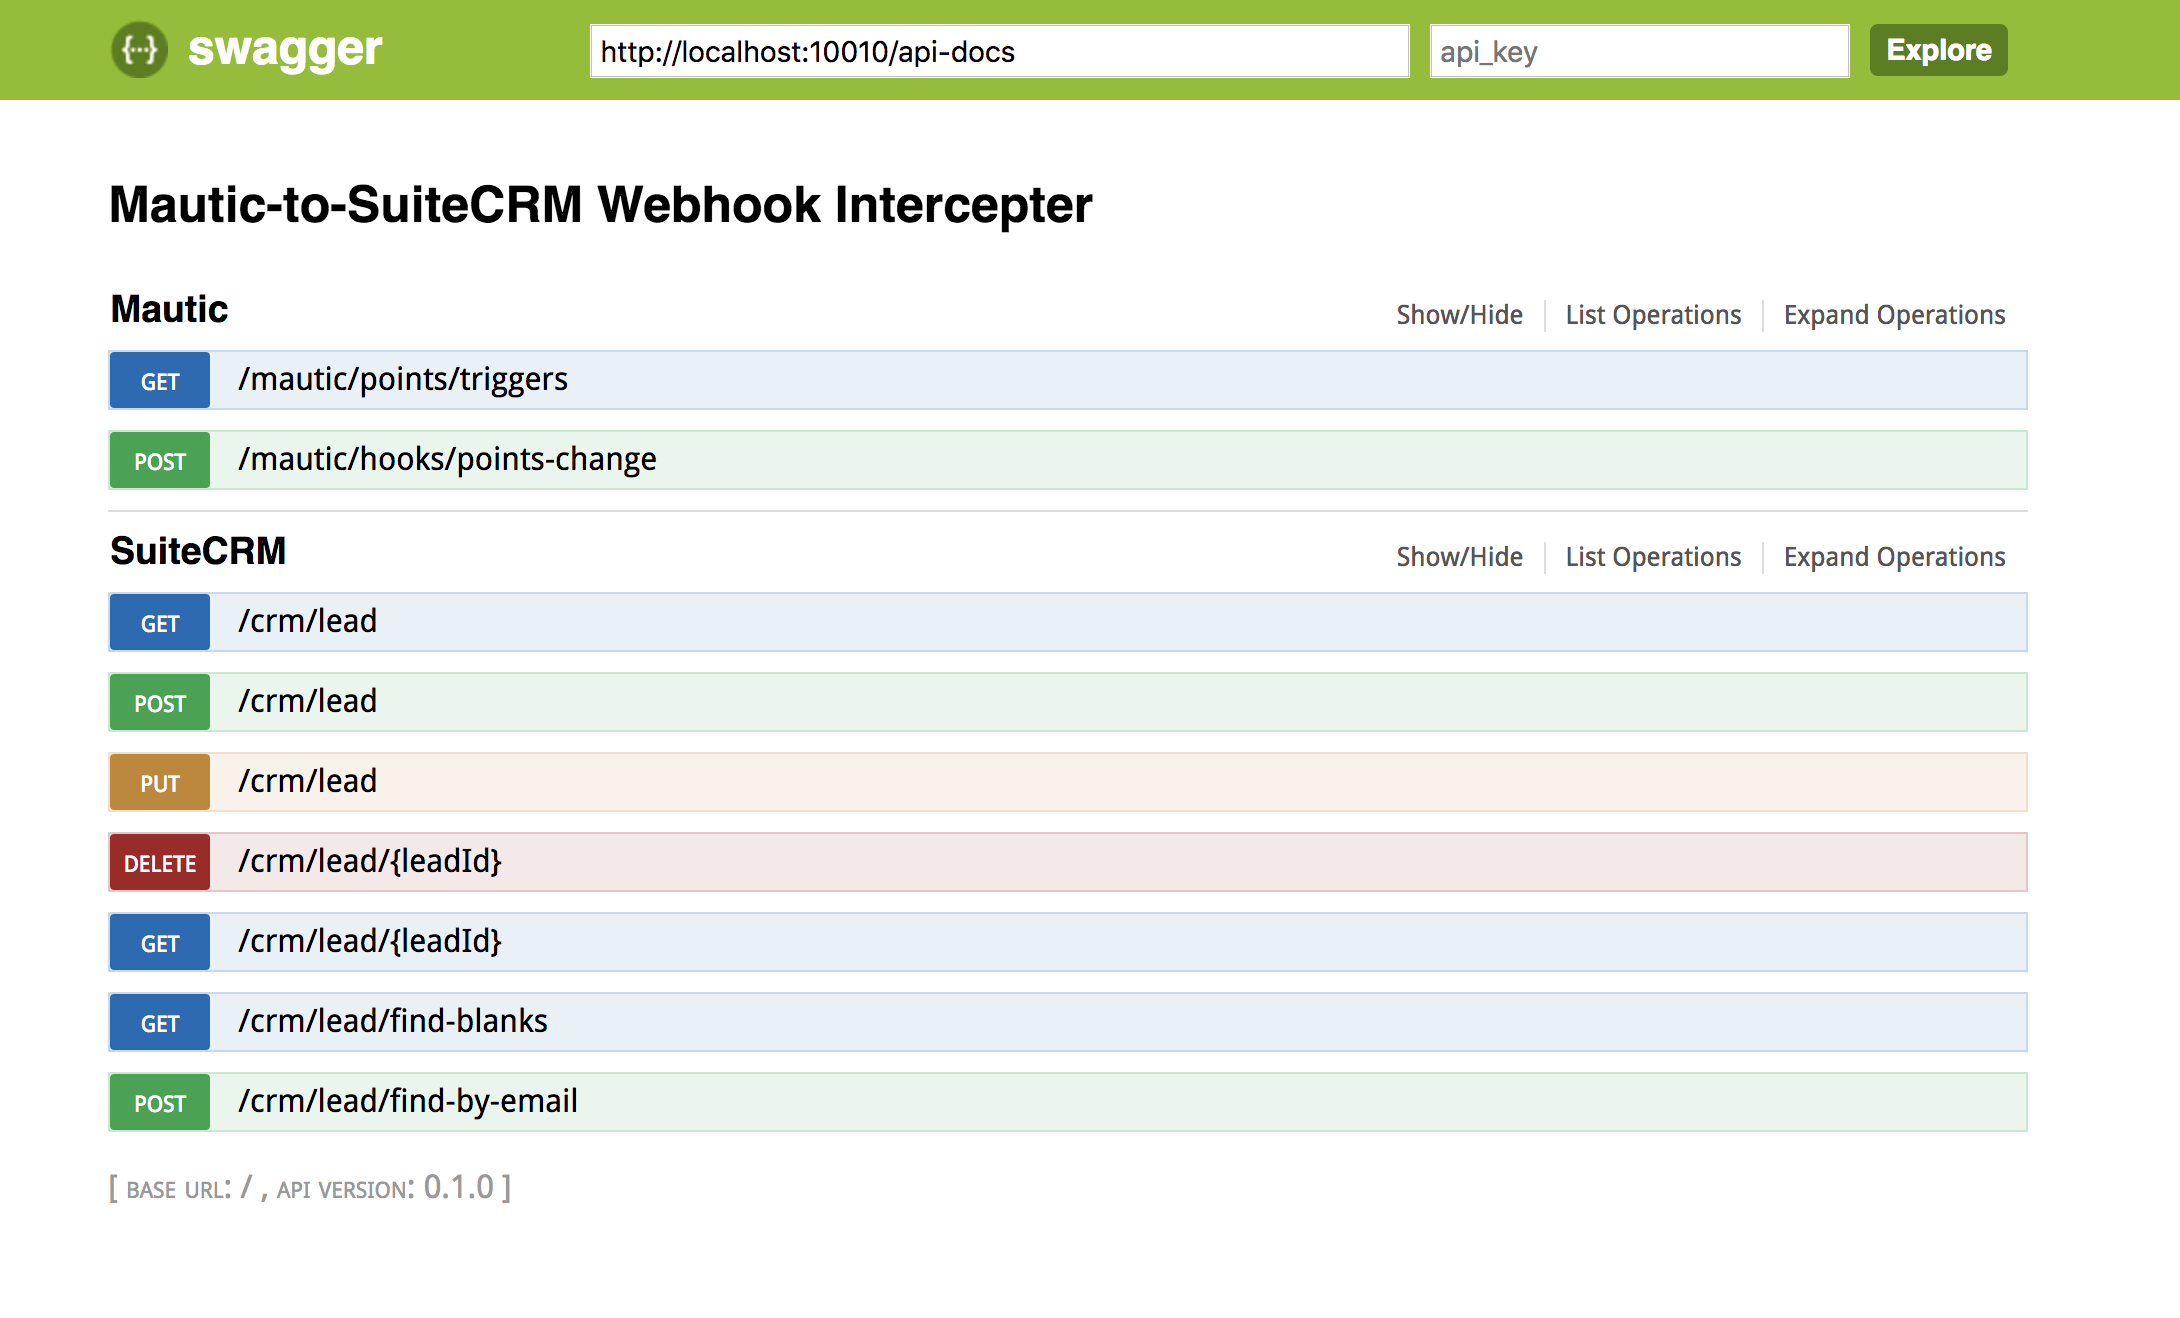 {···} swagger http://localhost:10010/api-docs api_key Explore
Mautic-to-SuiteCRM Webhook Intercepter
Mautic Show/Hide List Operations Expand Operations
GET /mautic/points/triggers
POST /mautic/hooks/points-change
SuiteCRM Show/Hide List Operations Expand Operations
GET /crm/lead
POST /crm/lead
PUT /crm/lead
DELETE /crm/lead/{leadId}
GET /crm/lead/{leadId}
GET /crm/lead/find-blanks
POST /crm/lead/find-by-email
[ BASE URL: / , API VERSION: 0.1.0 ]